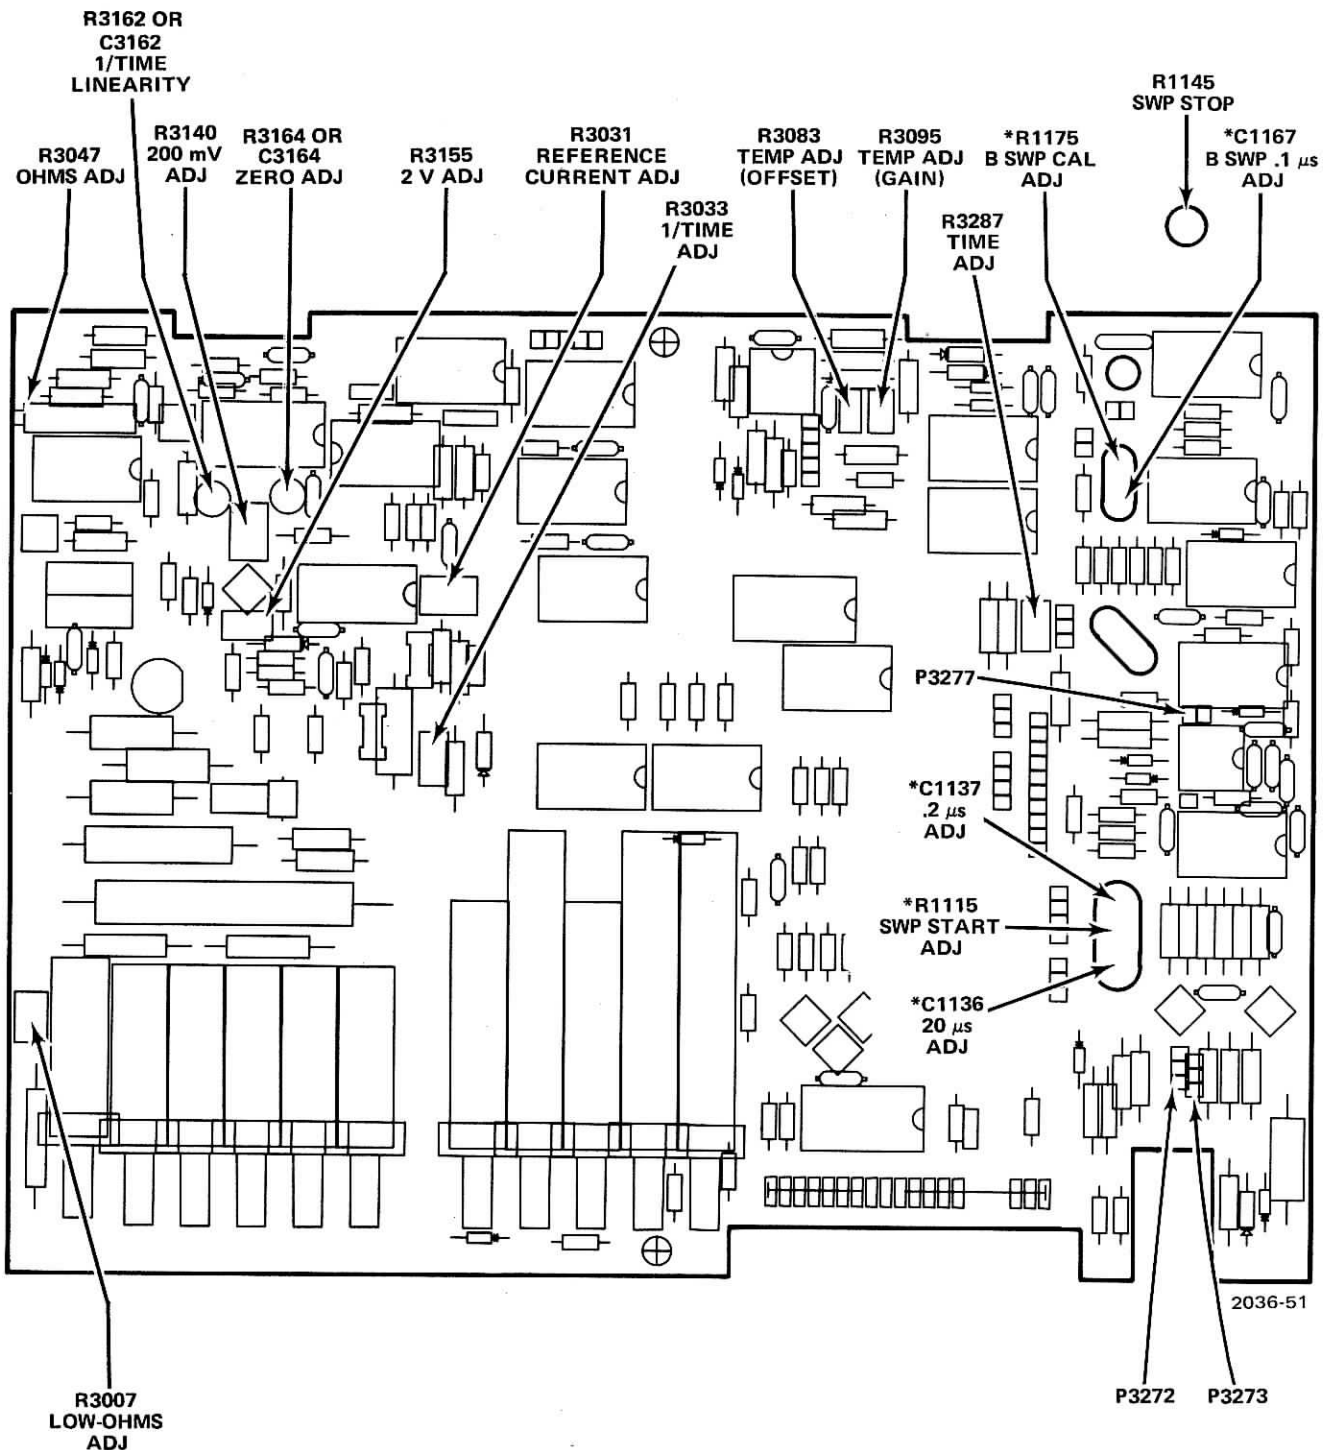 R3162 OR
C3162
1/TIME
LINEARITY
R3047
OHMS ADJ
R3140
200 mV
ADJ
R3164 OR
C3164
ZERO ADJ
R3155
2 V ADJ
R3031
REFERENCE
CURRENT ADJ
R3033
1/TIME
ADJ
R3083
TEMP ADJ
(OFFSET)
R3095
TEMP ADJ
(GAIN)
R3287
TIME
ADJ
*R1175
B SWP CAL
ADJ
R1145
SWP STOP
*C1167
B SWP .1 μs
ADJ
P3277
*C1137
.2 μs
ADJ
*R1115
SWP START
ADJ
*C1136
20 μs
ADJ
2036-51
R3007
LOW-OHMS
ADJ
P3272
P3273